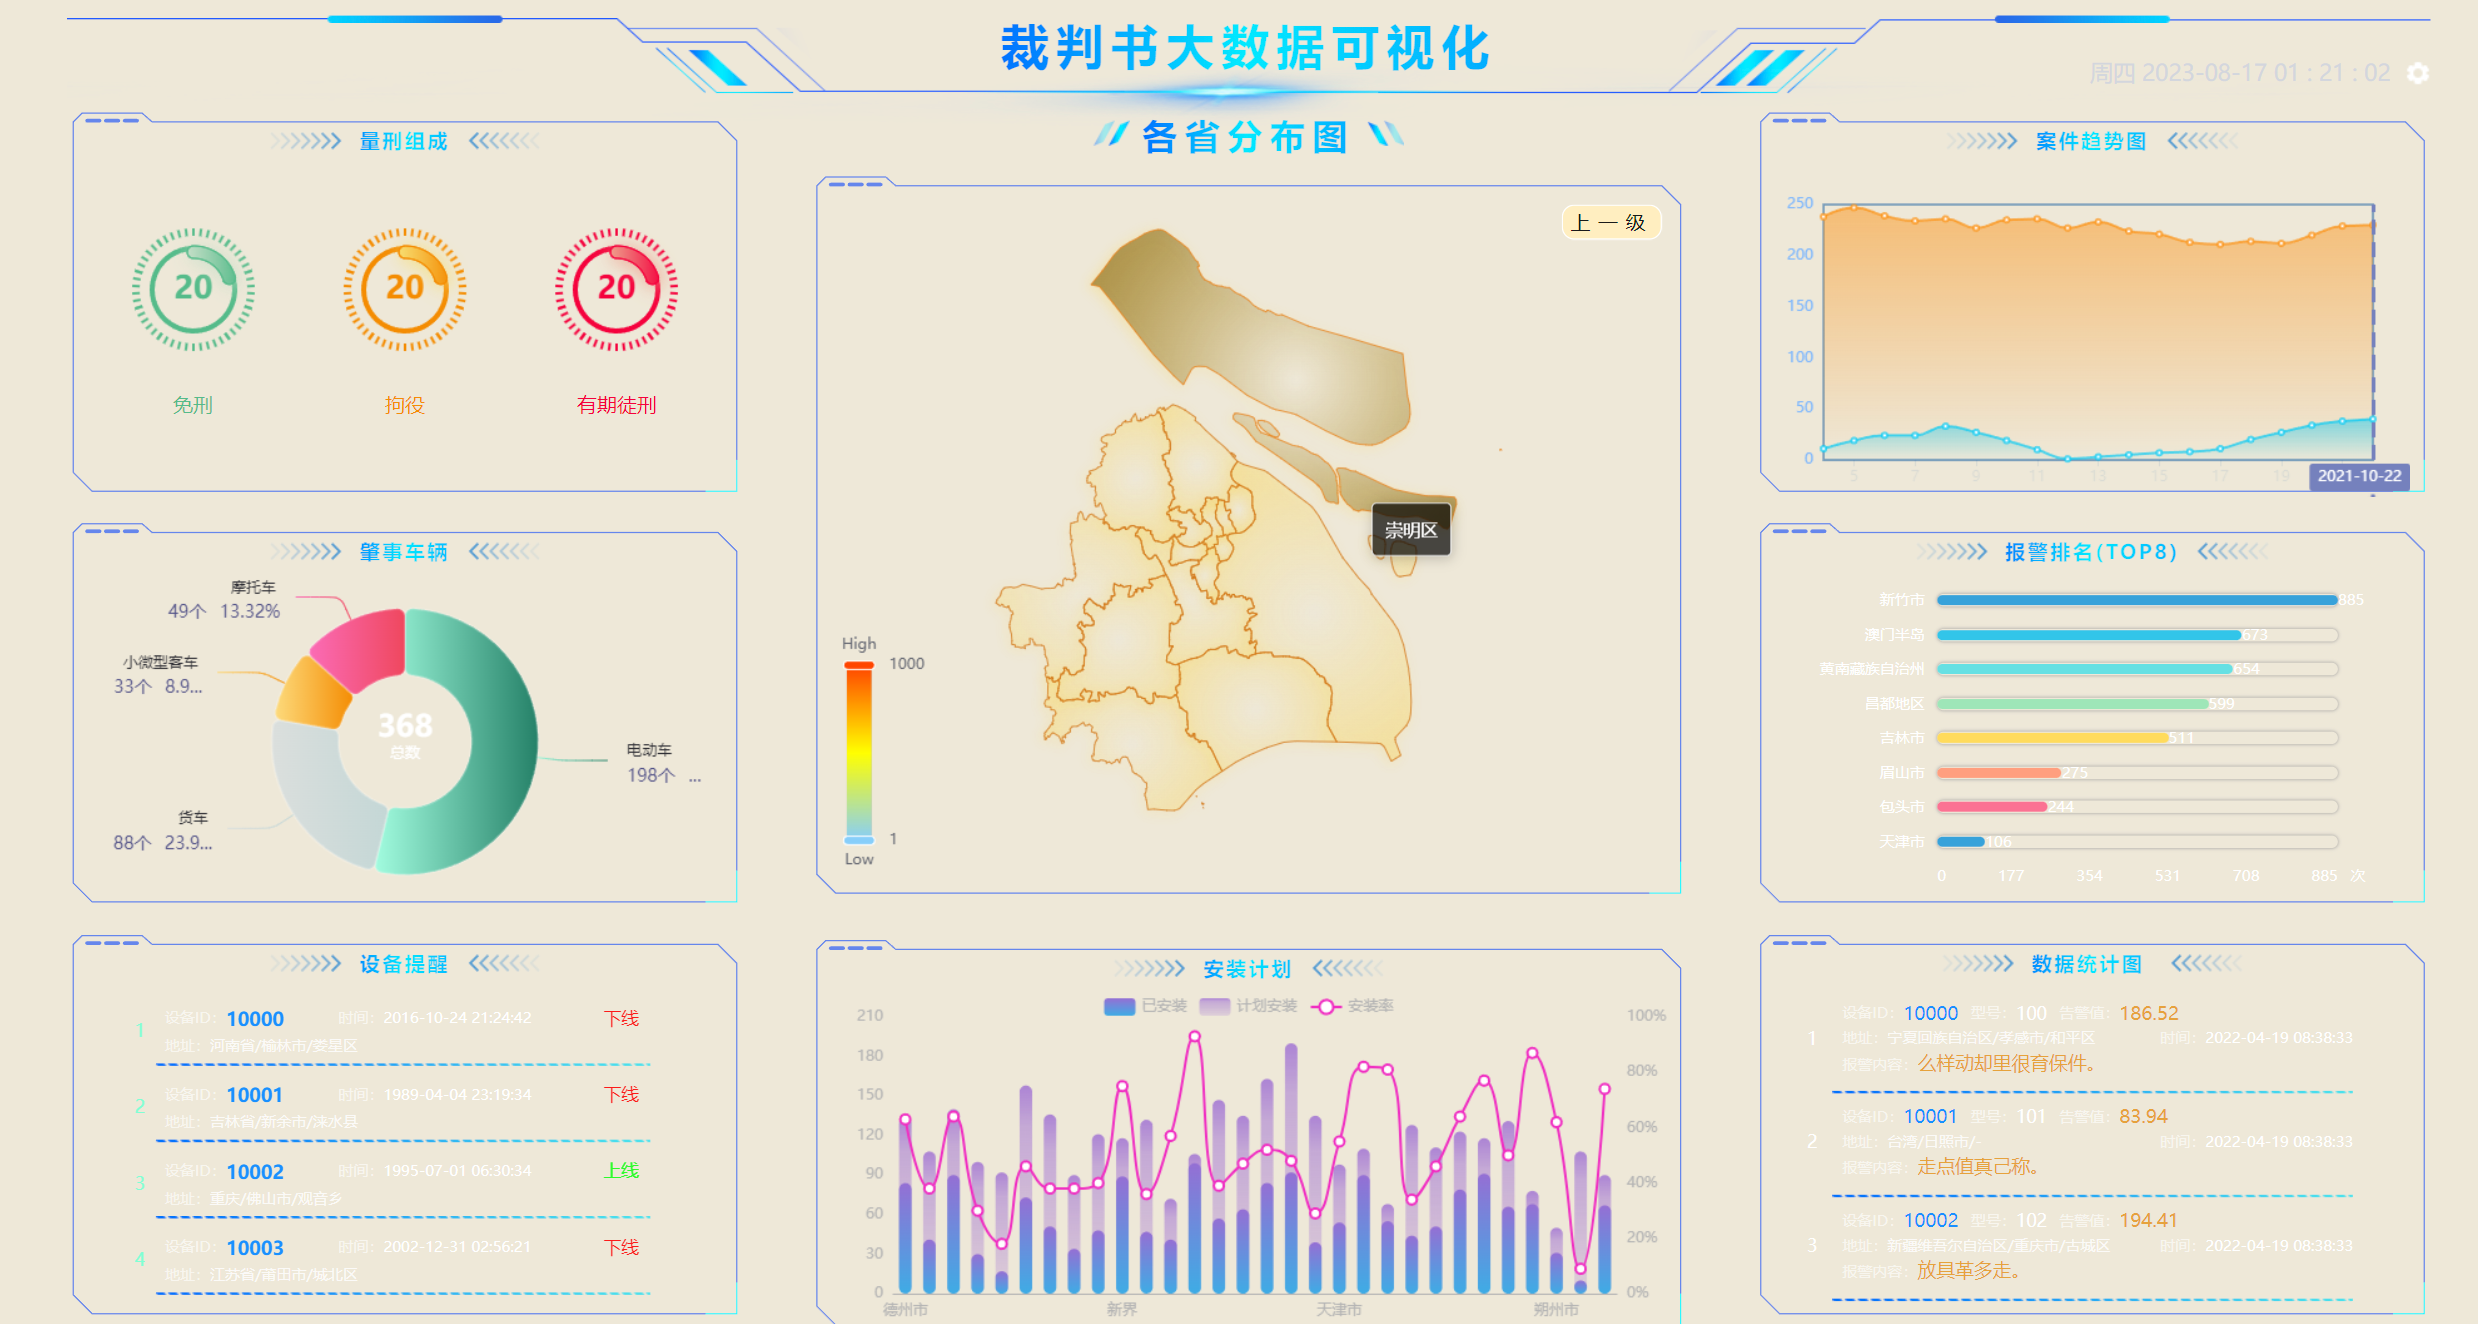 裁判书大数据可视化
周四 2023-08-17 01 : 21 : 02
量刑组成
20
20
20
免刑
拘役
有期徒刑
肇事车辆
摩托车
49个 13.32%
小微型客车
33个 8.9...
368
总数
电动车
198个 ...
货车
88个 23.9...
设备提醒
1
设备ID: 10000 时间: 2016-10-24 21:24:42 下线
地址: 河南省/榆林市/娄星区
2
设备ID: 10001 时间: 1989-04-04 23:19:34 下线
地址: 吉林省/新余市/涞水县
3
设备ID: 10002 时间: 1995-07-01 06:30:34 上线
地址: 重庆/佛山市/观音乡
4
设备ID: 10003 时间: 2002-12-31 02:56:21 下线
地址: 江苏省/莆田市/城北区
各省分布图
上一级
崇明区
High
1000
1
Low
安装计划
已安装 计划安装 安装率
210
180
150
120
90
60
30
0
100%
80%
60%
40%
20%
0%
德州市 新界 天津市 朔州市
案件趋势图
250
200
150
100
50
0
5 7 9 11 13 15 17 19
2021-10-22
报警排名(TOP8)
新竹市 885
澳门半岛 673
黄南藏族自治州 654
昌都地区 599
吉林市 511
眉山市 275
包头市 244
天津市 106
0 177 354 531 708 885 次
数据统计图
1
设备ID: 10000 型号: 100 告警值: 186.52
地址: 宁夏回族自治区/孝感市/和平区 时间: 2022-04-19 08:38:33
报警内容: 么样动却里很育保件。
2
设备ID: 10001 型号: 101 告警值: 83.94
地址: 台湾/日照市/- 时间: 2022-04-19 08:38:33
报警内容: 走点值真己称。
3
设备ID: 10002 型号: 102 告警值: 194.41
地址: 新疆维吾尔自治区/重庆市/古城区 时间: 2022-04-19 08:38:33
报警内容: 放具革多走。